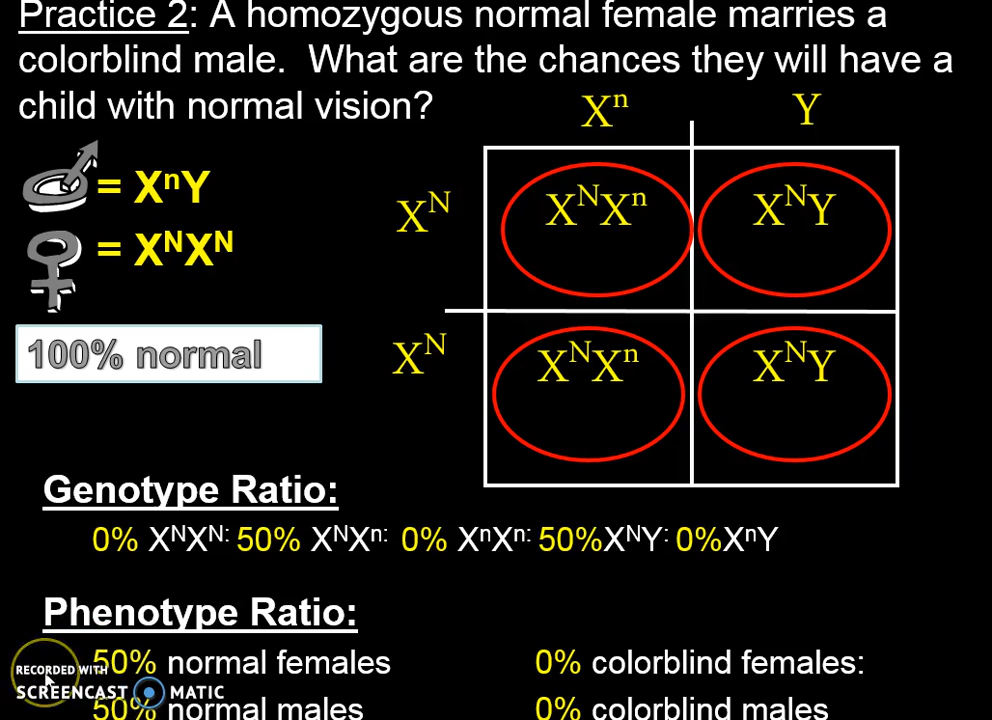 Practice 2: A homozygous normal female marries a
colorblind male. What are the chances they will have a
child with normal vision?
Xⁿ Y
= XⁿY
= XᴺXᴺ
100% normal
Xᴺ XᴺXⁿ XᴺY
Xᴺ XᴺXⁿ XᴺY
Genotype Ratio:
0% XᴺXᴺ: 50% XᴺXⁿ: 0% XⁿXⁿ: 50%XᴺY: 0%XⁿY
Phenotype Ratio:
50% normal females 0% colorblind females:
50% normal males 0% colorblind males
RECORDED WITH
SCREENCAST MATIC